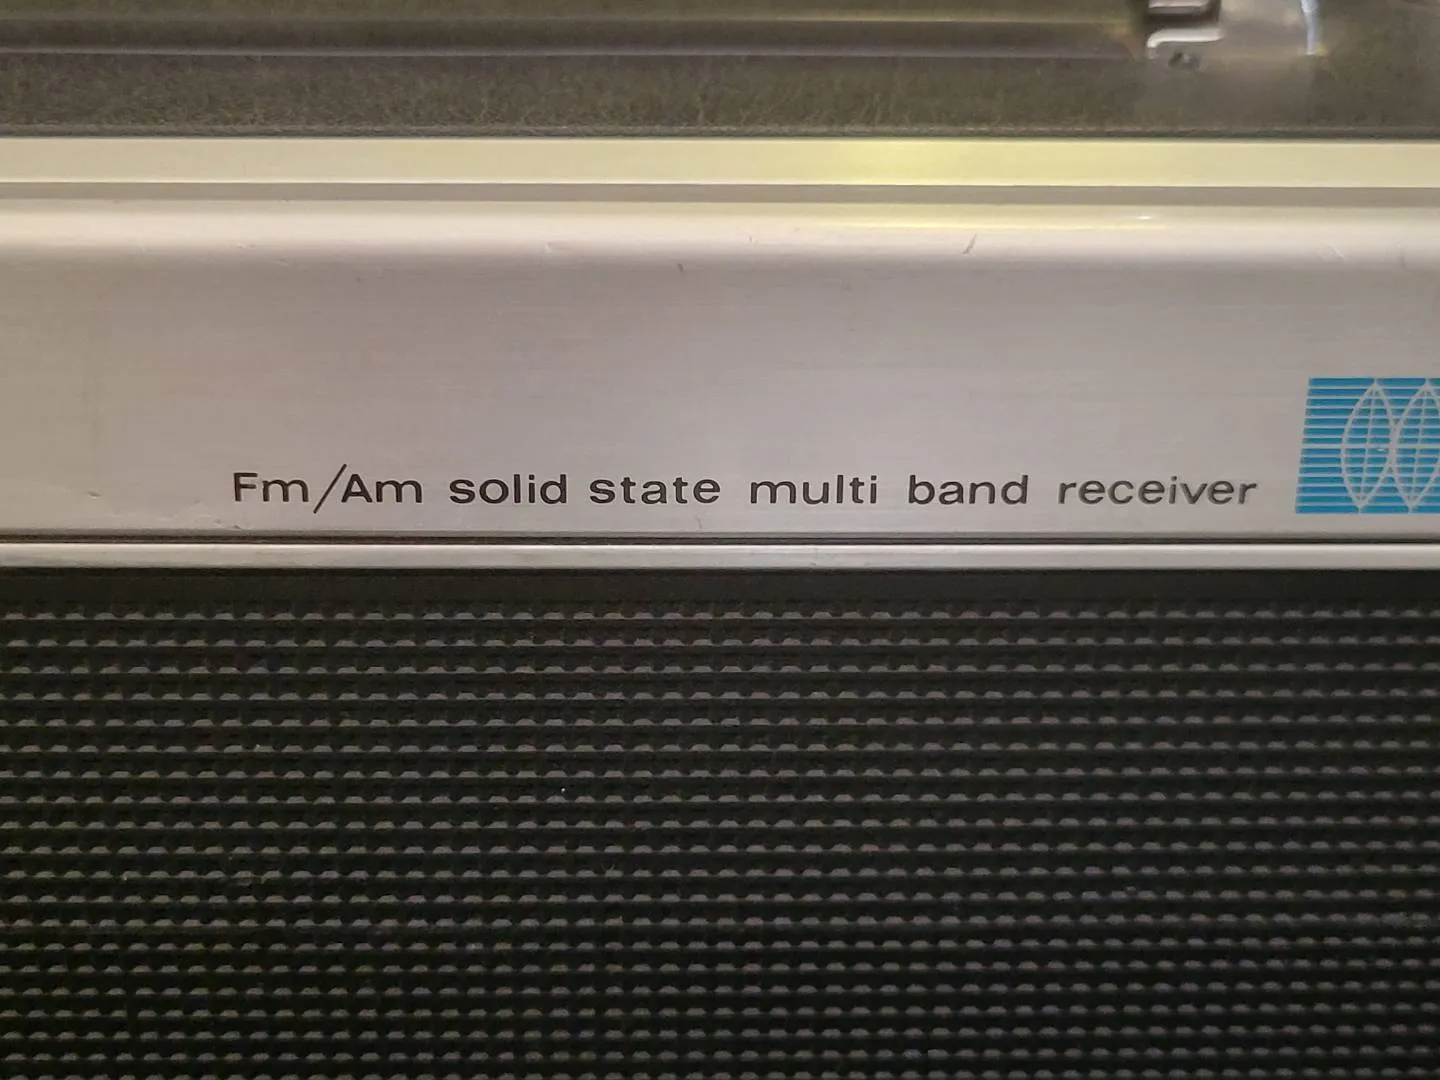 Fm/Am solid state multi band receiver